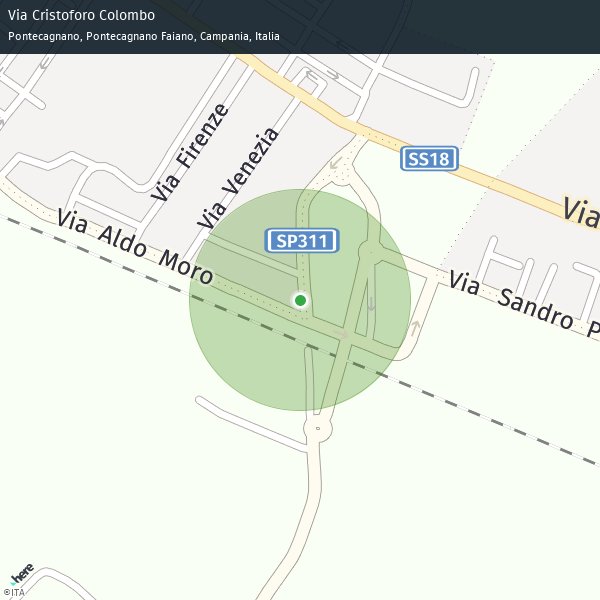 Via Cristoforo Colombo
Pontecagnano, Pontecagnano Faiano, Campania, Italia
Via Firenze
Via Venezia
SS18
Via
Via Aldo Moro
SP311
Via Sandro P
here
©ITA